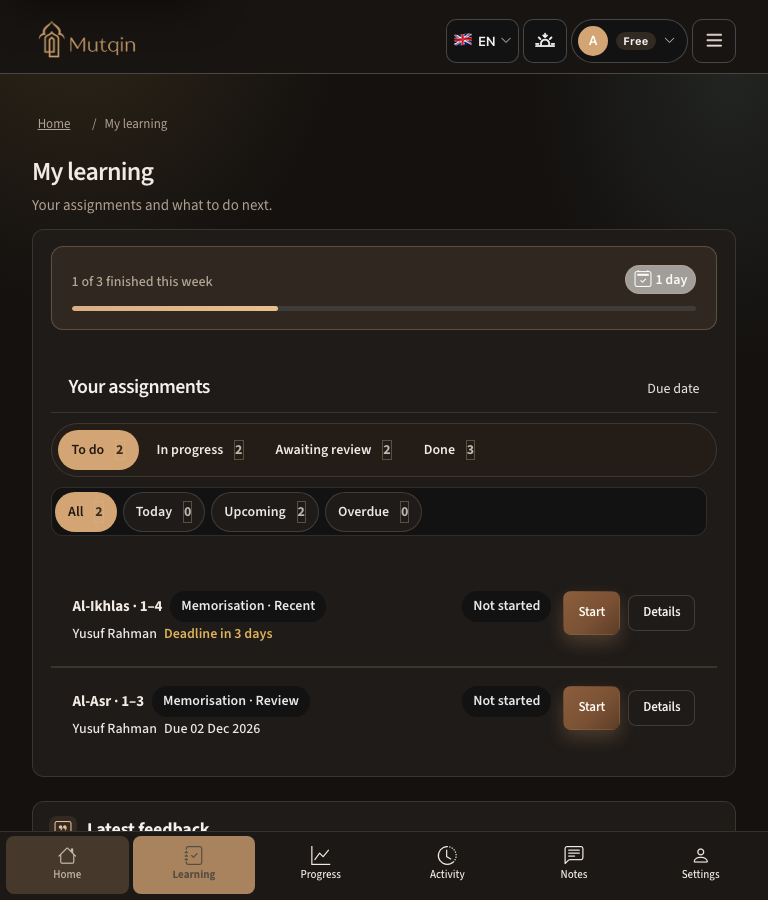 Mutqin
EN
A Free
Home / My learning
My learning
Your assignments and what to do next.
1 of 3 finished this week
1 day
Your assignments
Due date
To do 2 In progress 2 Awaiting review 2 Done 3
All 2 Today 0 Upcoming 2 Overdue 0
Al-Ikhlas · 1–4 Memorisation · Recent Not started Start Details
Yusuf Rahman Deadline in 3 days
Al-Asr · 1–3 Memorisation · Review Not started Start Details
Yusuf Rahman Due 02 Dec 2026
Latest feedback
Home Learning Progress Activity Notes Settings